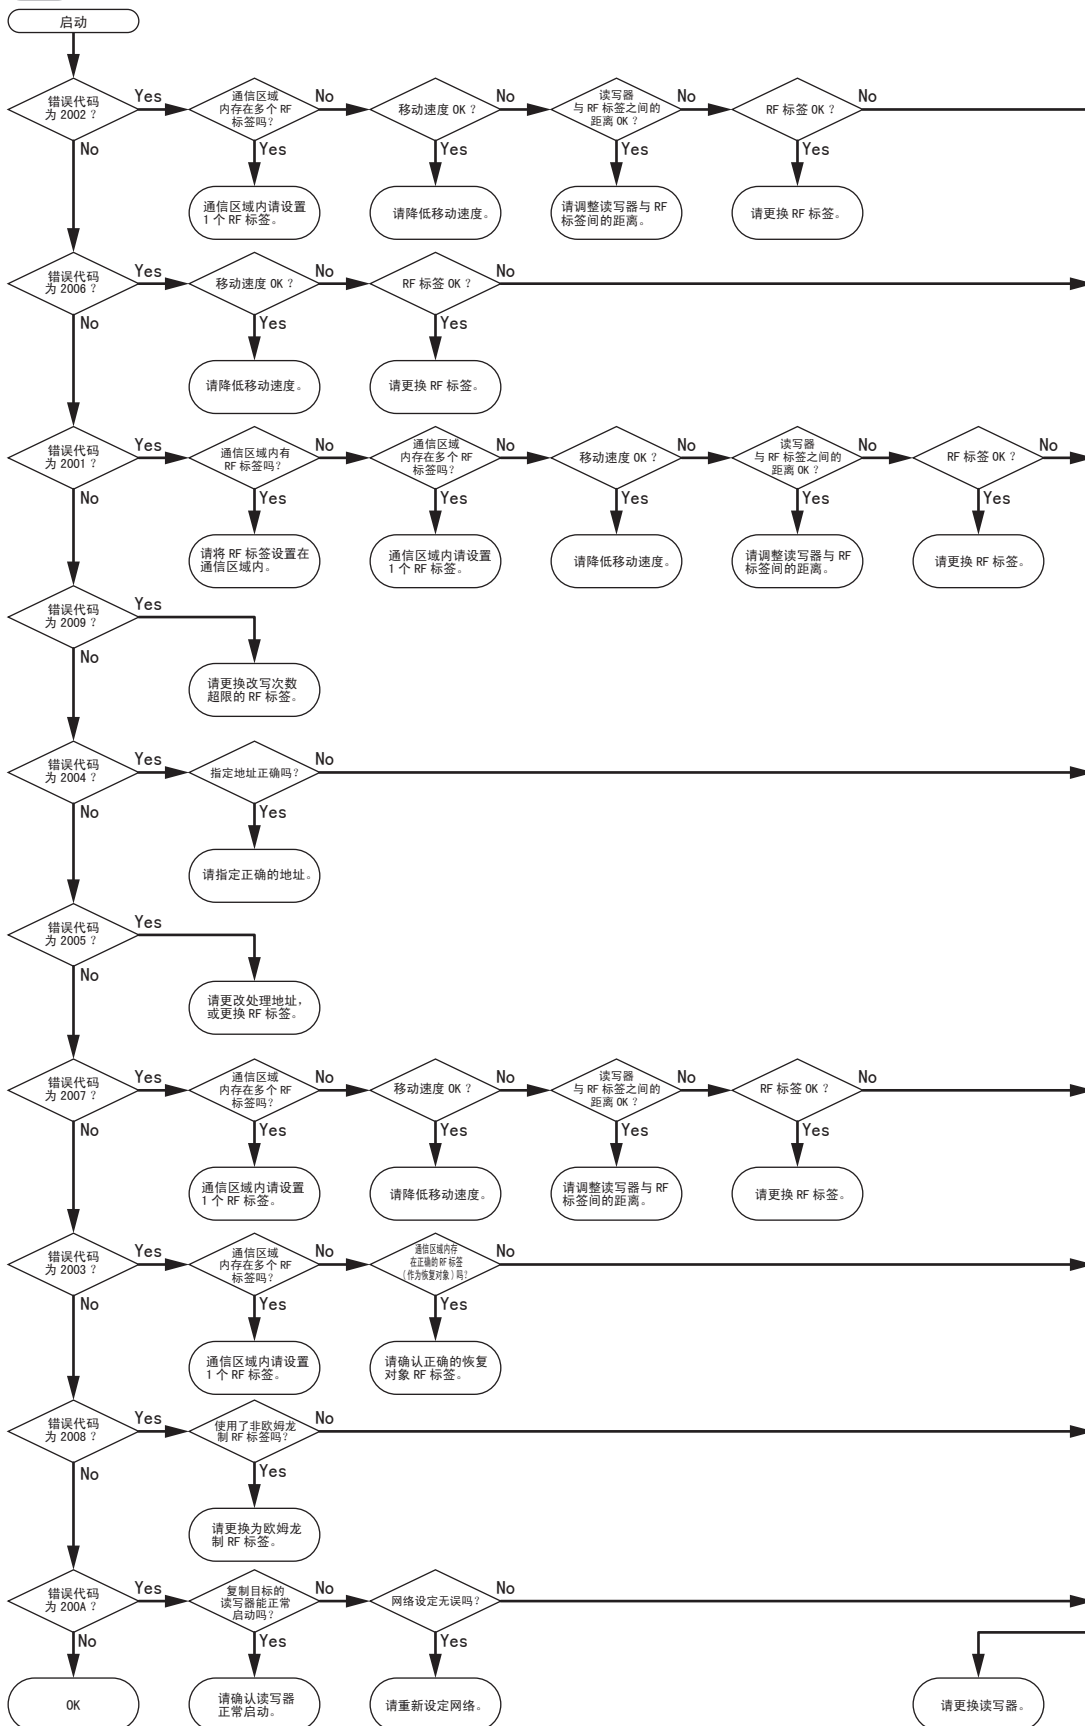 启动
错误代码
为 2002 ？
Yes
通信区域
内存在多个 RF
标签吗？
No
移动速度 OK ？
No
读写器
与 RF 标签之间的
距离 OK ？
No
RF 标签 OK ？
No
No
Yes
Yes
Yes
Yes
通信区域内请设置
1 个 RF 标签。
请降低移动速度。
请调整读写器与 RF
标签间的距离。
请更换 RF 标签。
错误代码
为 2006 ？
Yes
移动速度 OK ？
No
RF 标签 OK ？
No
No
Yes
Yes
请降低移动速度。
请更换 RF 标签。
错误代码
为 2001 ？
Yes
通信区域内有
RF 标签吗？
No
通信区域
内存在多个 RF
标签吗？
No
移动速度 OK ？
No
读写器
与 RF 标签之间的
距离 OK ？
No
RF 标签 OK ？
No
No
Yes
Yes
Yes
Yes
Yes
请将 RF 标签设置在
通信区域内。
通信区域内请设置
1 个 RF 标签。
请降低移动速度。
请调整读写器与 RF
标签间的距离。
请更换 RF 标签。
错误代码
为 2009 ？
Yes
No
请更换改写次数
超限的 RF 标签。
错误代码
为 2004 ？
Yes
指定地址正确吗？
No
No
Yes
请指定正确的地址。
错误代码
为 2005 ？
Yes
No
请更改处理地址，
或更换 RF 标签。
错误代码
为 2007 ？
Yes
通信区域
内存在多个 RF
标签吗？
No
移动速度 OK ？
No
读写器
与 RF 标签之间的
距离 OK ？
No
RF 标签 OK ？
No
No
Yes
Yes
Yes
Yes
通信区域内请设置
1 个 RF 标签。
请降低移动速度。
请调整读写器与 RF
标签间的距离。
请更换 RF 标签。
错误代码
为 2003 ？
Yes
通信区域
内存在多个 RF
标签吗？
No
通信区域内存
在正确的 RF 标签
（作为恢复对象）吗？
No
No
Yes
Yes
通信区域内请设置
1 个 RF 标签。
请确认正确的恢复
对象 RF 标签。
错误代码
为 2008 ？
Yes
使用了非欧姆龙
制 RF 标签吗？
No
No
Yes
请更换为欧姆龙
制 RF 标签。
错误代码
为 200A ？
Yes
复制目标的
读写器能正常
启动吗？
No
网络设定无误吗？
No
No
Yes
Yes
OK
请确认读写器
正常启动。
请重新设定网络。
请更换读写器。